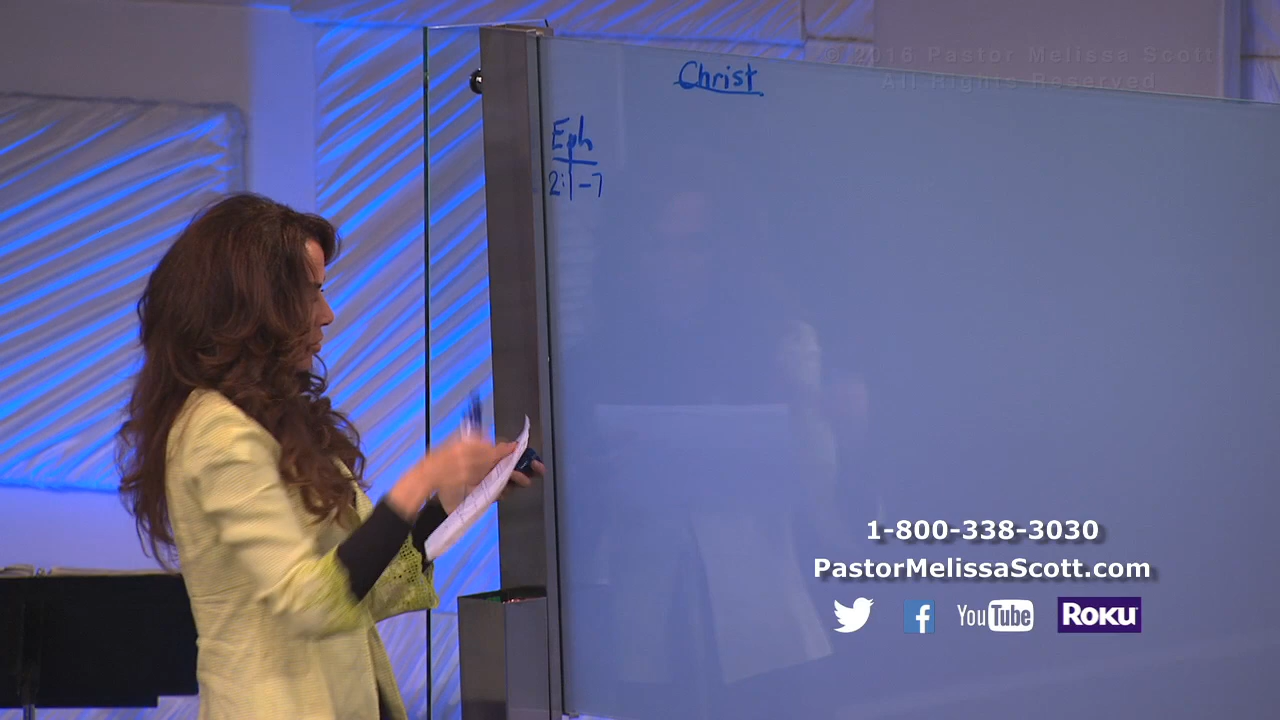 © 2016 Pastor Melissa Scott
All Rights Reserved
Christ
Eph
2:1-7
1-800-338-3030
PastorMelissaScott.com
f YouTube ROKU